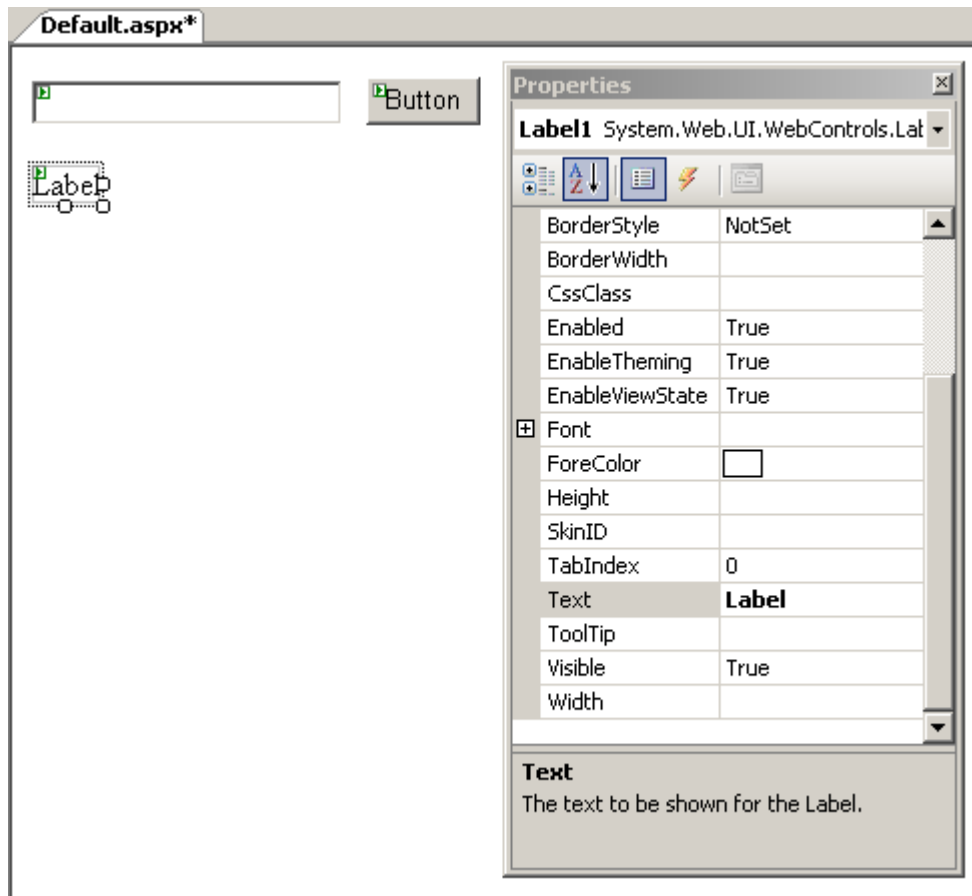 Default.aspx*
Button
Label
Properties
Label1 System.Web.UI.WebControls.Lab
BorderStyle NotSet
BorderWidth
CssClass
Enabled True
EnableTheming True
EnableViewState True
Font
ForeColor
Height
SkinID
TabIndex 0
Text Label
ToolTip
Visible True
Width
Text
The text to be shown for the Label.